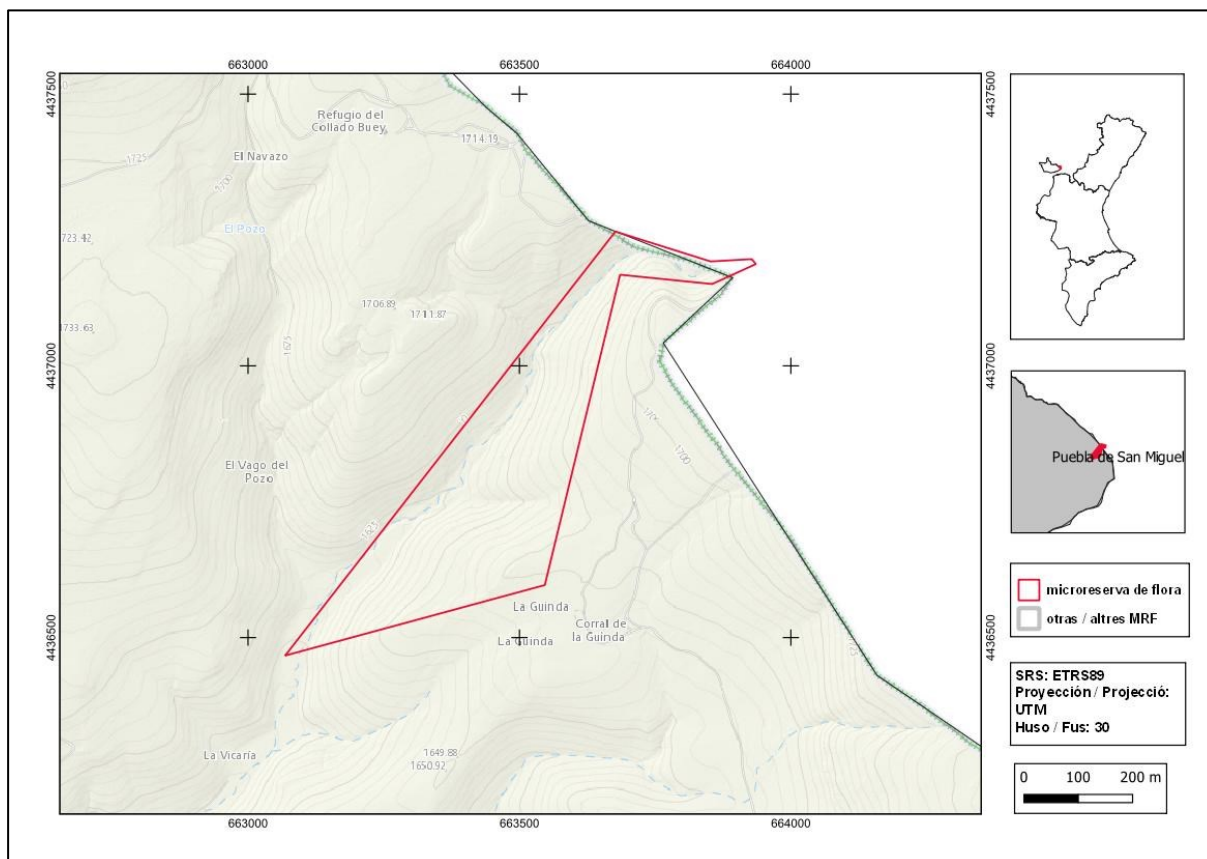 663000
663500
664000
4437500
4437500
Refugio del
Collado Buey
1714.19
1725
El Navazo
1700
El Pozo
1723.42
1706.89
1711.87
1733.63
1625
4437000
4437000
1700
El Vago del
Pozo
1625
La Guinda
Corral de
la Guinda
La Guinda
4436500
4436500
1725
La Vicaría
1649.88
1650.92
663000
663500
664000
Puebla de San Miguel
microreserva de flora
otras / altres MRF
SRS: ETRS89
Proyección / Projecció:
UTM
Huso / Fus: 30
0 100 200 m